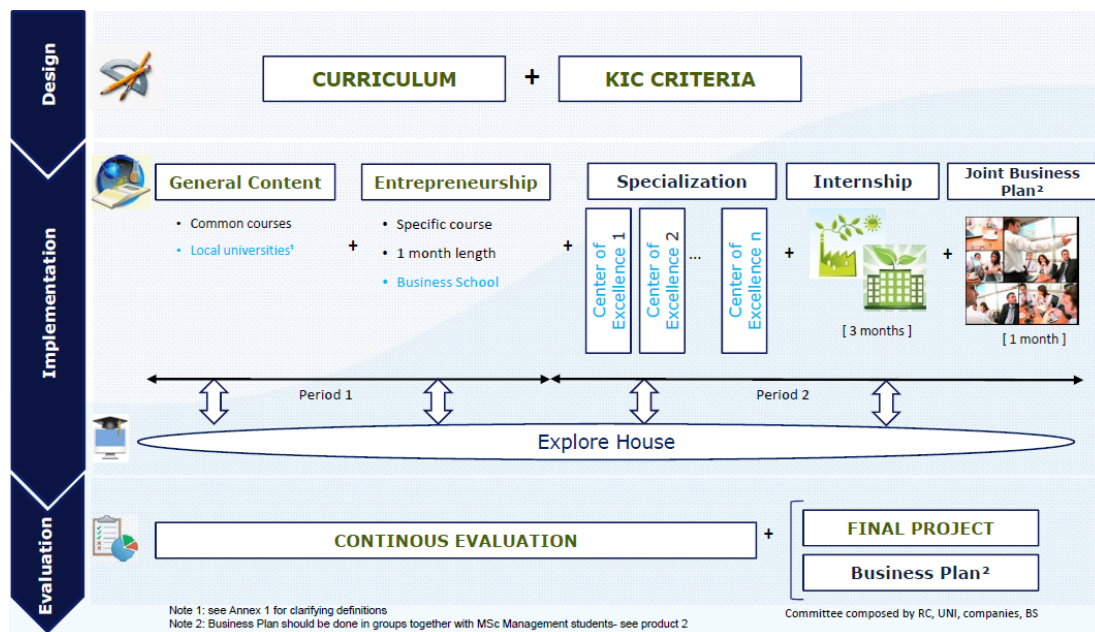 Design
CURRICULUM
+
KIC CRITERIA
Implementation
General Content
• Common courses
• Local universities¹
+
Entrepreneurship
• Specific course
• 1 month length
• Business School
+
Specialization
Center of
Excellence 1
Center of
Excellence 2
...
Center of
Excellence n
+
Internship
[ 3 months ]
+
Joint Business
Plan²
[ 1 month ]
Period 1
Period 2
Explore House
Evaluation
CONTINOUS EVALUATION
+
FINAL PROJECT
Business Plan²
Note 1: see Annex 1 for clarifying definitions
Note 2: Business Plan should be done in groups together with MSc Management students- see product 2
Committee composed by RC, UNI, companies, BS